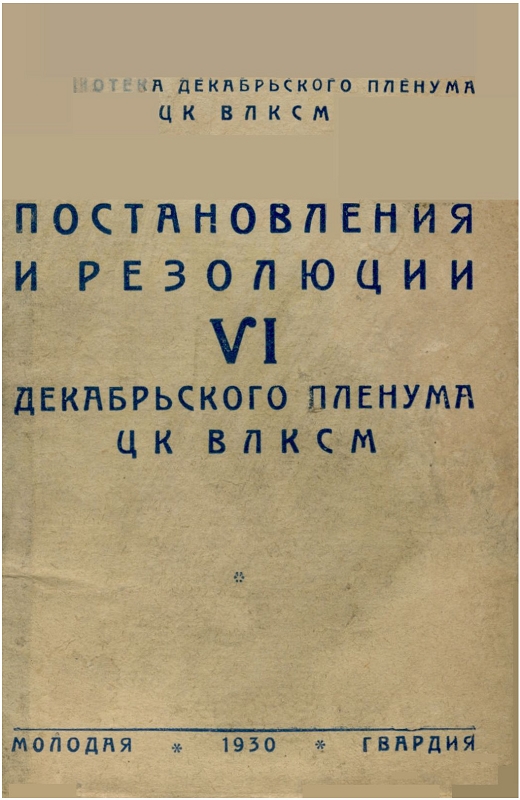 ДЕКАБРЬСКОГО ПЛЕНУМА
ЦК ВЛКСМ
ПОСТАНОВЛЕНИЯ
И РЕЗОЛЮЦИИ
VI
ДЕКАБРЬСКОГО ПЛЕНУМА
ЦК ВЛКСМ
*
МОЛОДАЯ * 1930 * ГВАРДИЯ